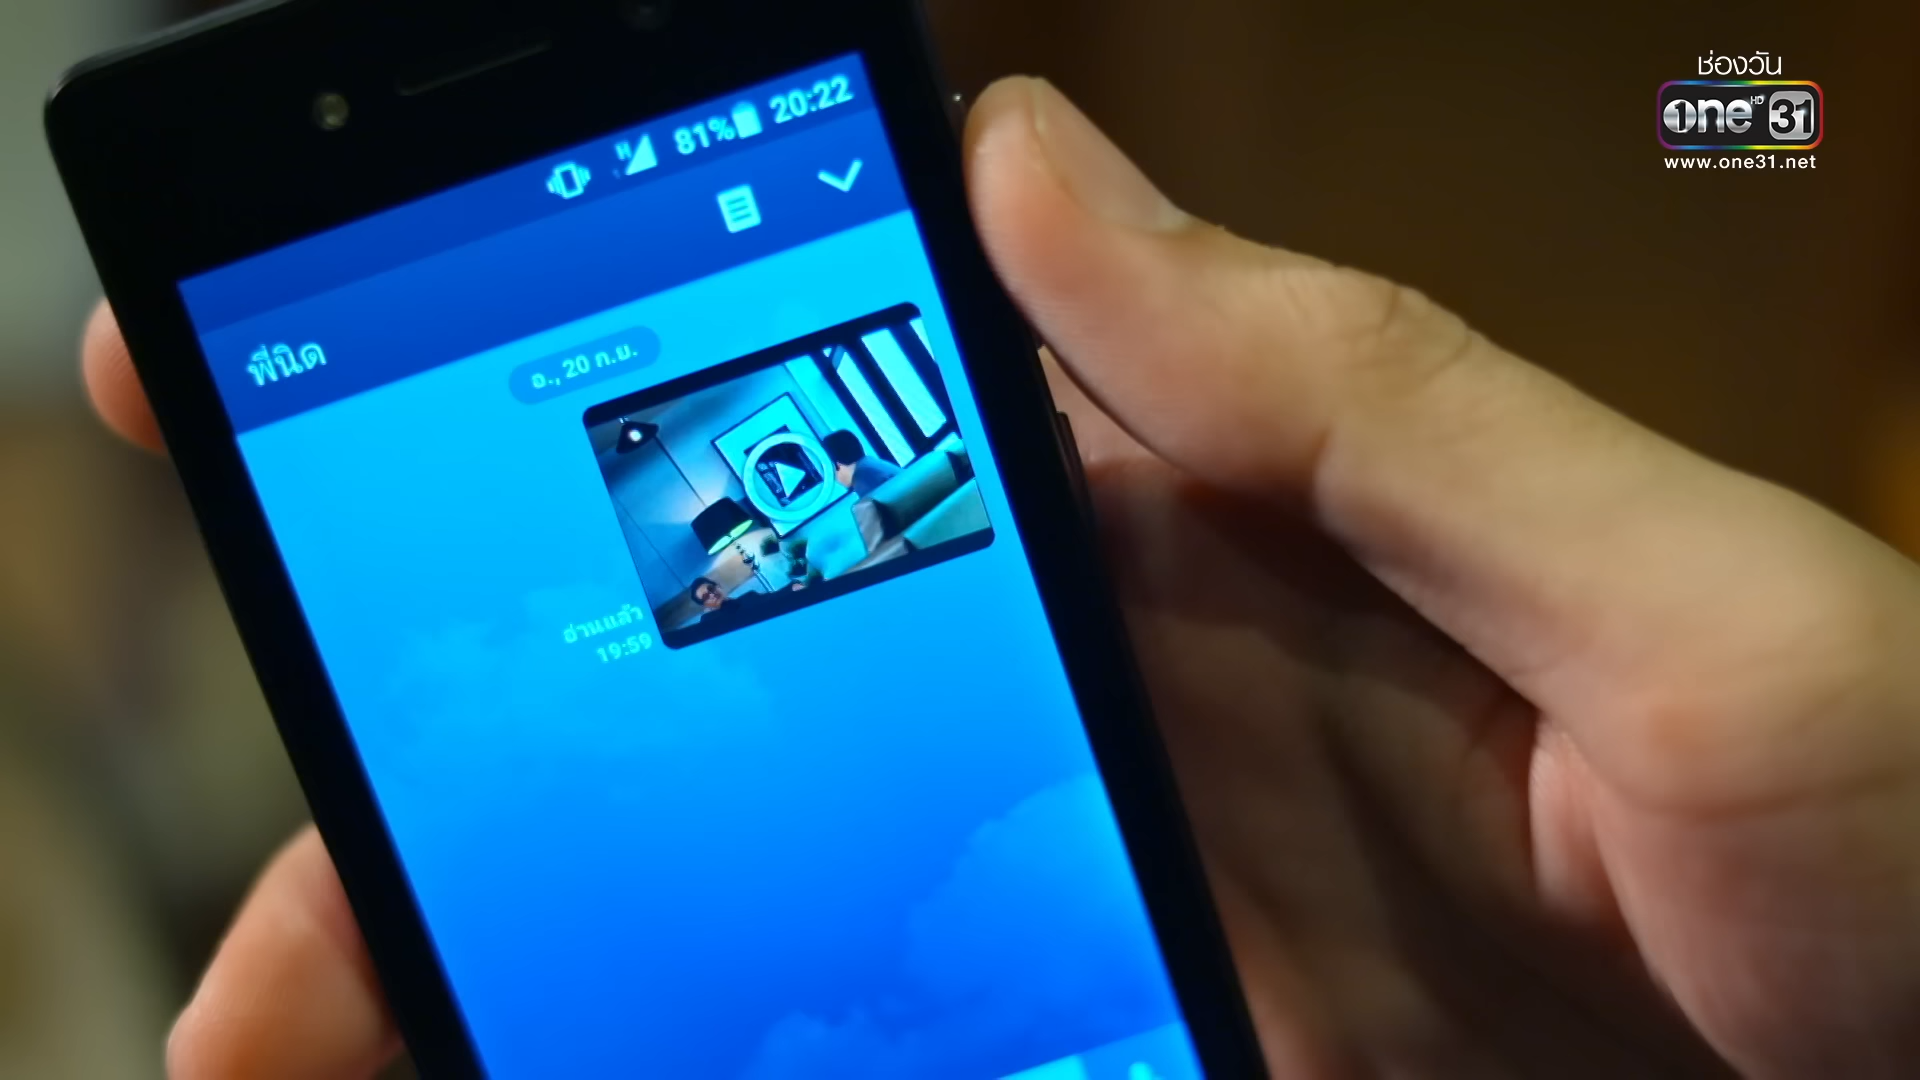 ช่องวัน
one HD 31
www.one31.net
81% 20:22
พี่นิด
อ., 20 ก.ย.
อ่านแล้ว
19:59